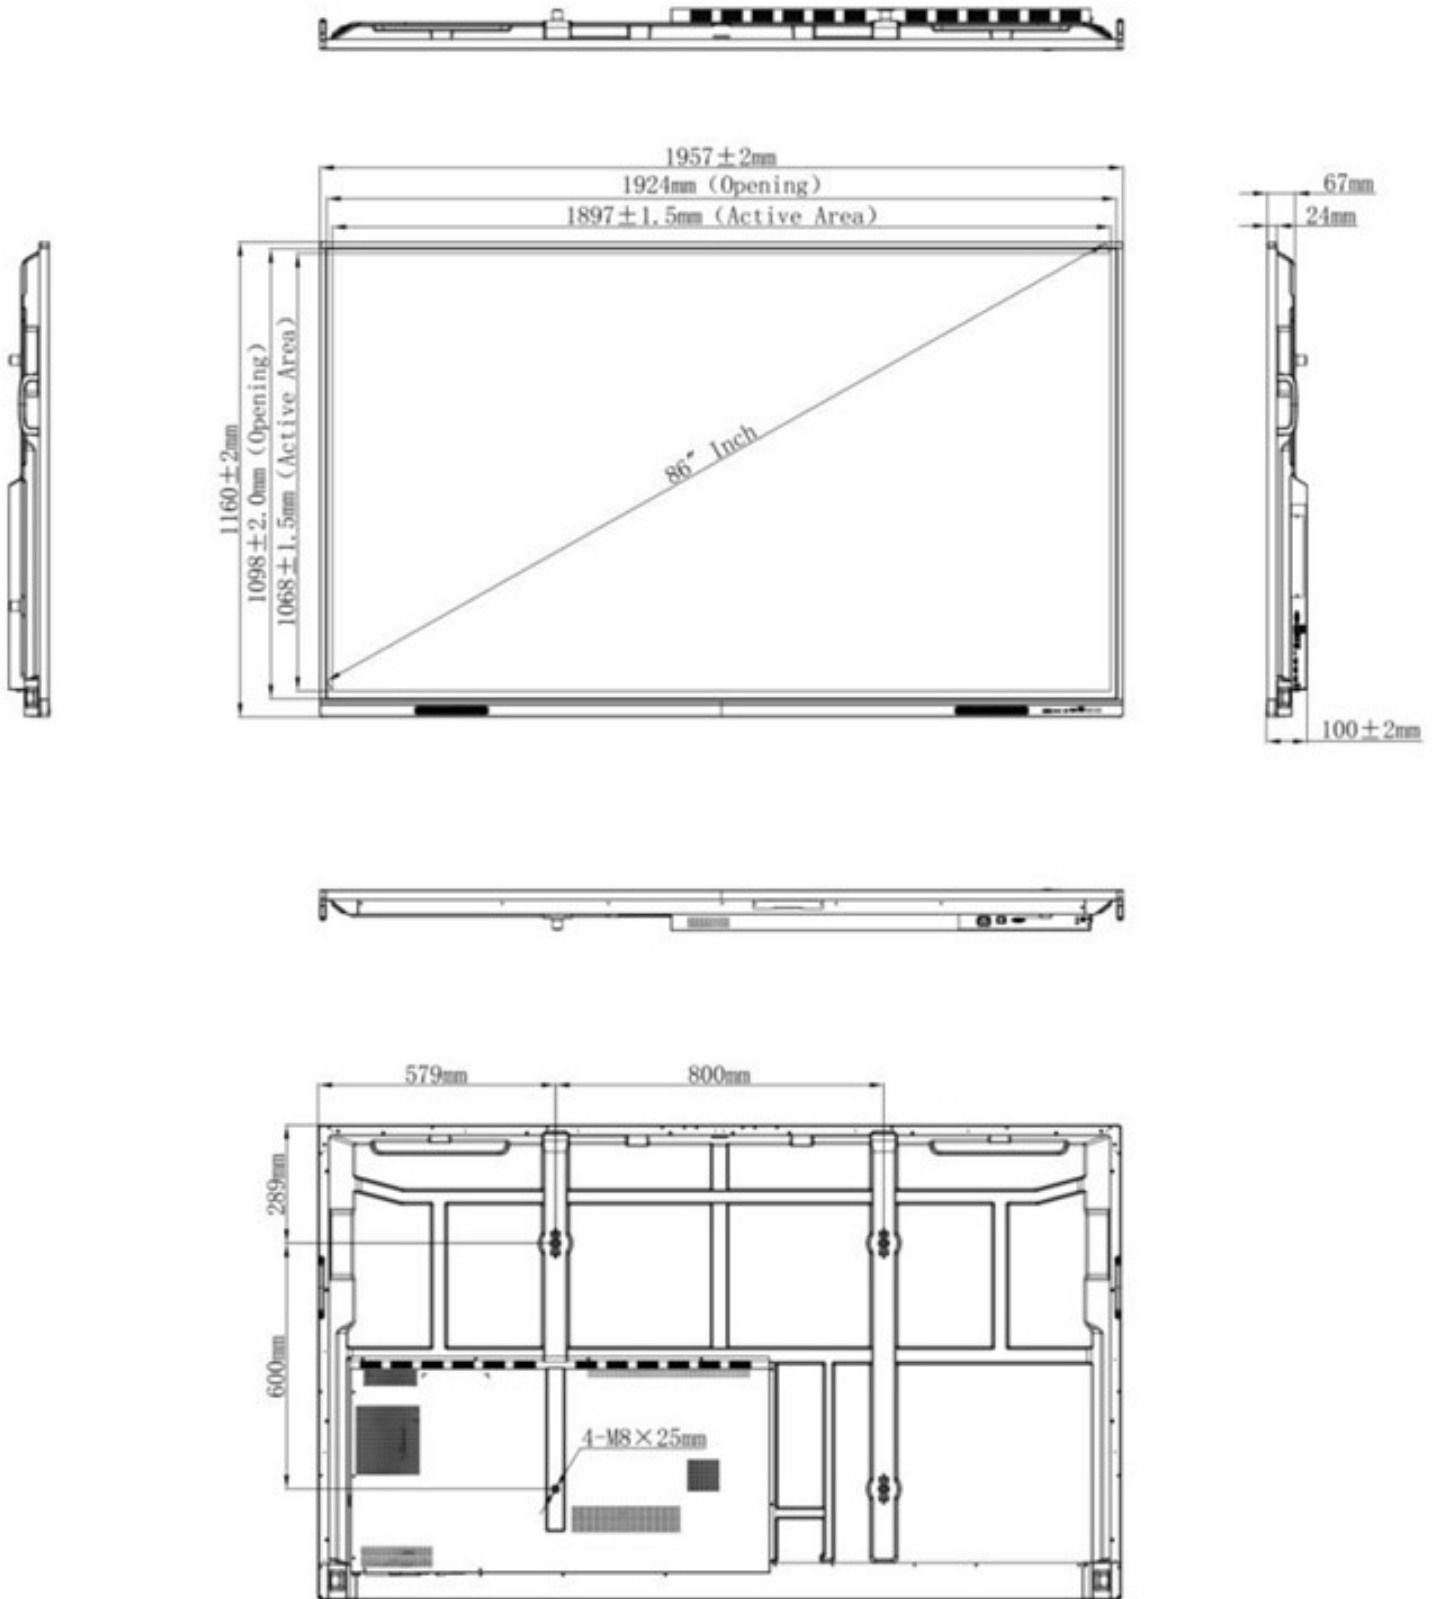 1957±2mm
1924mm (Opening)
1897±1.5mm (Active Area)
67mm
24mm
1160±2mm
1098±2.0mm (Opening)
1068±1.5mm (Active Area)
86″ Inch
100±2mm
579mm
800mm
289mm
600mm
4-M8×25mm